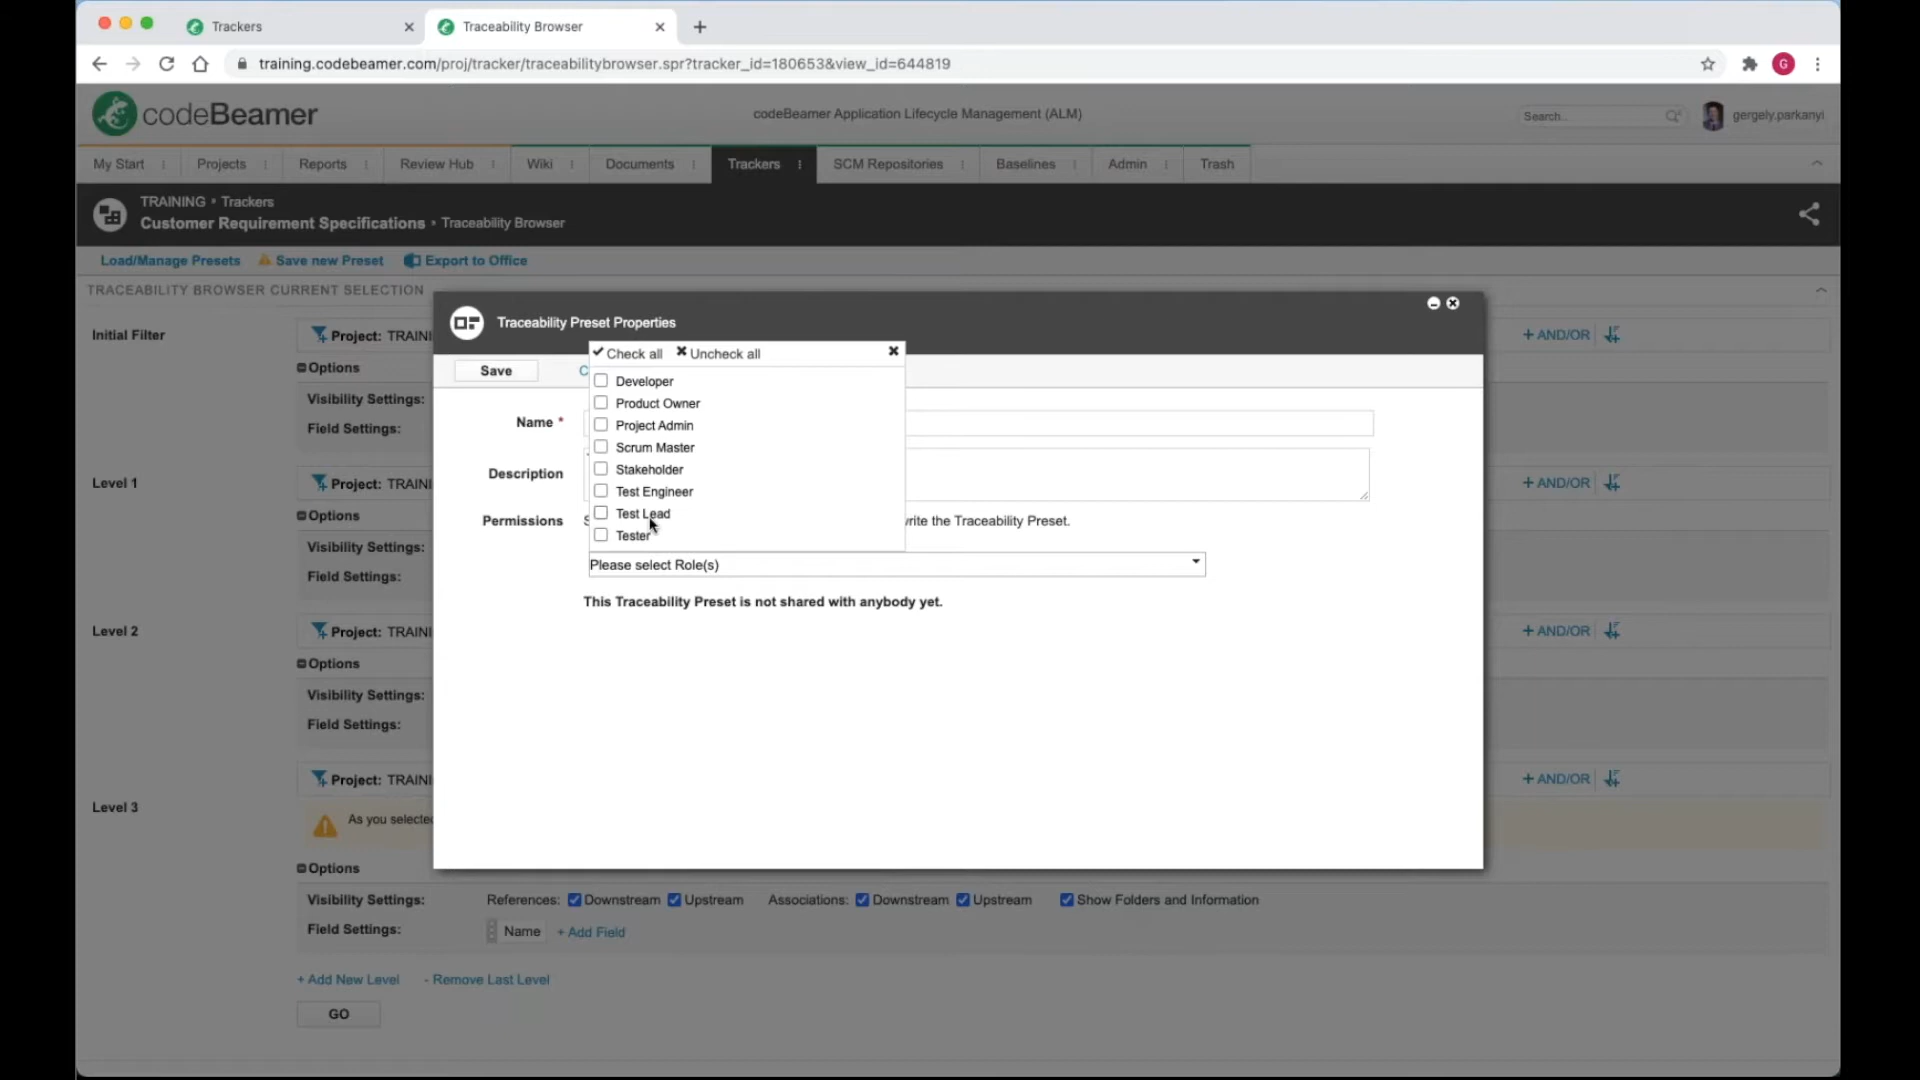 Trackers
Traceability Browser
training.codebeamer.com/proj/tracker/traceabilitybrowser.spr?tracker_id=180653&view_id=644819
G
codeBeamer
codeBeamer Application Lifecycle Management (ALM)
Search...
gergely.parkanyi
My Start Projects Reports Review Hub Wiki Documents Trackers SCM Repositories Baselines Admin Trash
TRAINING • Trackers
Customer Requirement Specifications • Traceability Browser
Load/Manage Presets Save new Preset Export to Office
TRACEABILITY BROWSER CURRENT SELECTION
Traceability Preset Properties
Check all Uncheck all
Save
Developer
Product Owner
Project Admin
Scrum Master
Stakeholder
Test Engineer
Test Lead
Tester
Name *
Description
Permissions
the Traceability Preset.
Please select Role(s)
This Traceability Preset is not shared with anybody yet.
Initial Filter
Project: TRAINI
+ AND/OR
Options
Visibility Settings:
Field Settings:
Level 1
Project: TRAINI
+ AND/OR
Options
Visibility Settings:
Field Settings:
Level 2
Project: TRAINI
+ AND/OR
Options
Visibility Settings:
Field Settings:
Level 3
Project: TRAINI
+ AND/OR
As you selected
Options
Visibility Settings: References: Downstream Upstream Associations: Downstream Upstream Show Folders and Information
Field Settings: Name + Add Field
+ Add New Level - Remove Last Level
GO